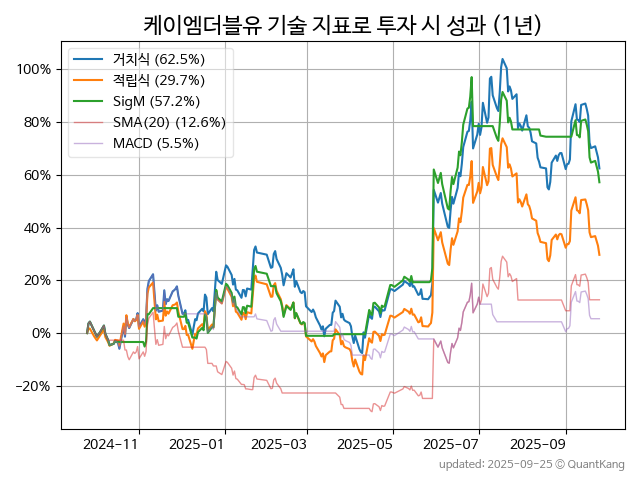 케이엠더블유 기술 지표로 투자 시 성과 (1년)
거치식 (62.5%)
적립식 (29.7%)
SigM (57.2%)
SMA(20) (12.6%)
MACD (5.5%)
100%
80%
60%
40%
20%
0%
−20%
2024-11
2025-01
2025-03
2025-05
2025-07
2025-09
updated: 2025-09-25 © QuantKang